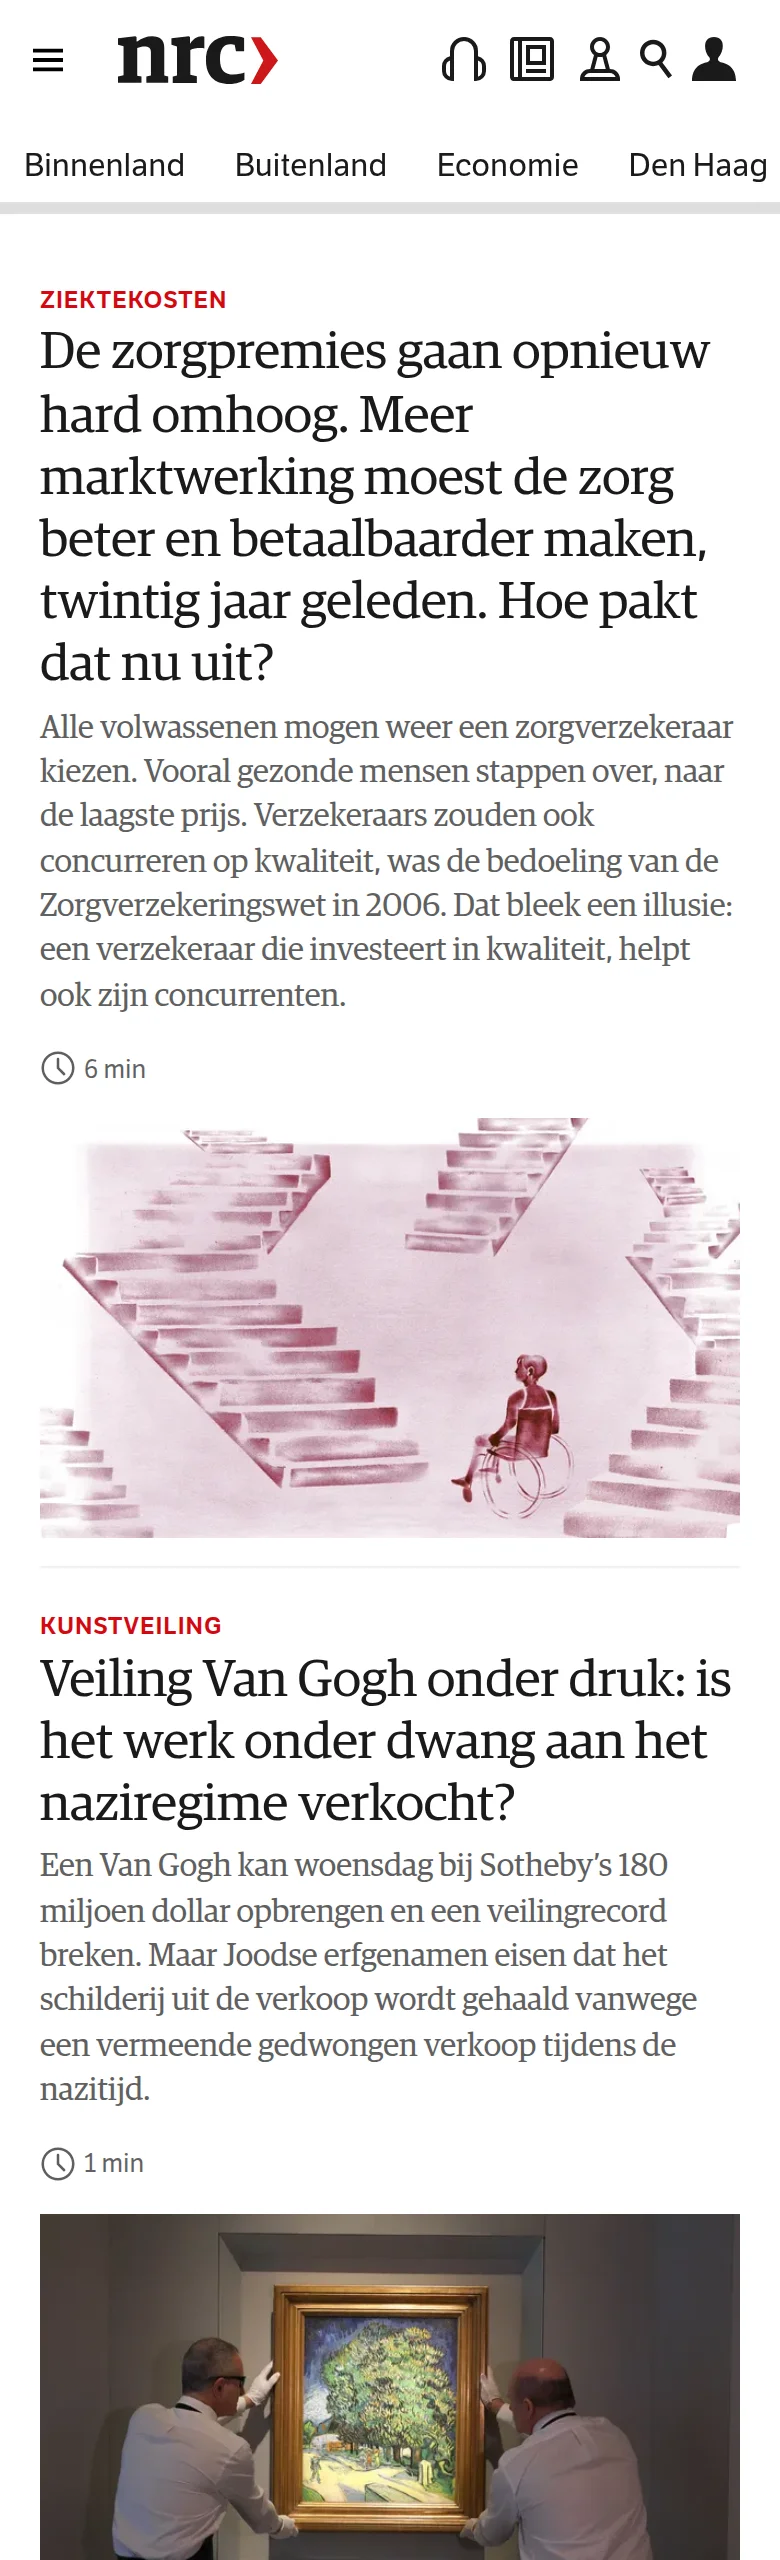 nrc
Binnenland Buitenland Economie Den Haag
ZIEKTEKOSTEN
De zorgpremies gaan opnieuw
hard omhoog. Meer
marktwerking moest de zorg
beter en betaalbaarder maken,
twintig jaar geleden. Hoe pakt
dat nu uit?
Alle volwassenen mogen weer een zorgverzekeraar
kiezen. Vooral gezonde mensen stappen over, naar
de laagste prijs. Verzekeraars zouden ook
concurreren op kwaliteit, was de bedoeling van de
Zorgverzekeringswet in 2006. Dat bleek een illusie:
een verzekeraar die investeert in kwaliteit, helpt
ook zijn concurrenten.
6 min
KUNSTVEILING
Veiling Van Gogh onder druk: is
het werk onder dwang aan het
naziregime verkocht?
Een Van Gogh kan woensdag bij Sotheby’s 180
miljoen dollar opbrengen en een veilingrecord
breken. Maar Joodse erfgenamen eisen dat het
schilderij uit de verkoop wordt gehaald vanwege
een vermeende gedwongen verkoop tijdens de
nazitijd.
1 min